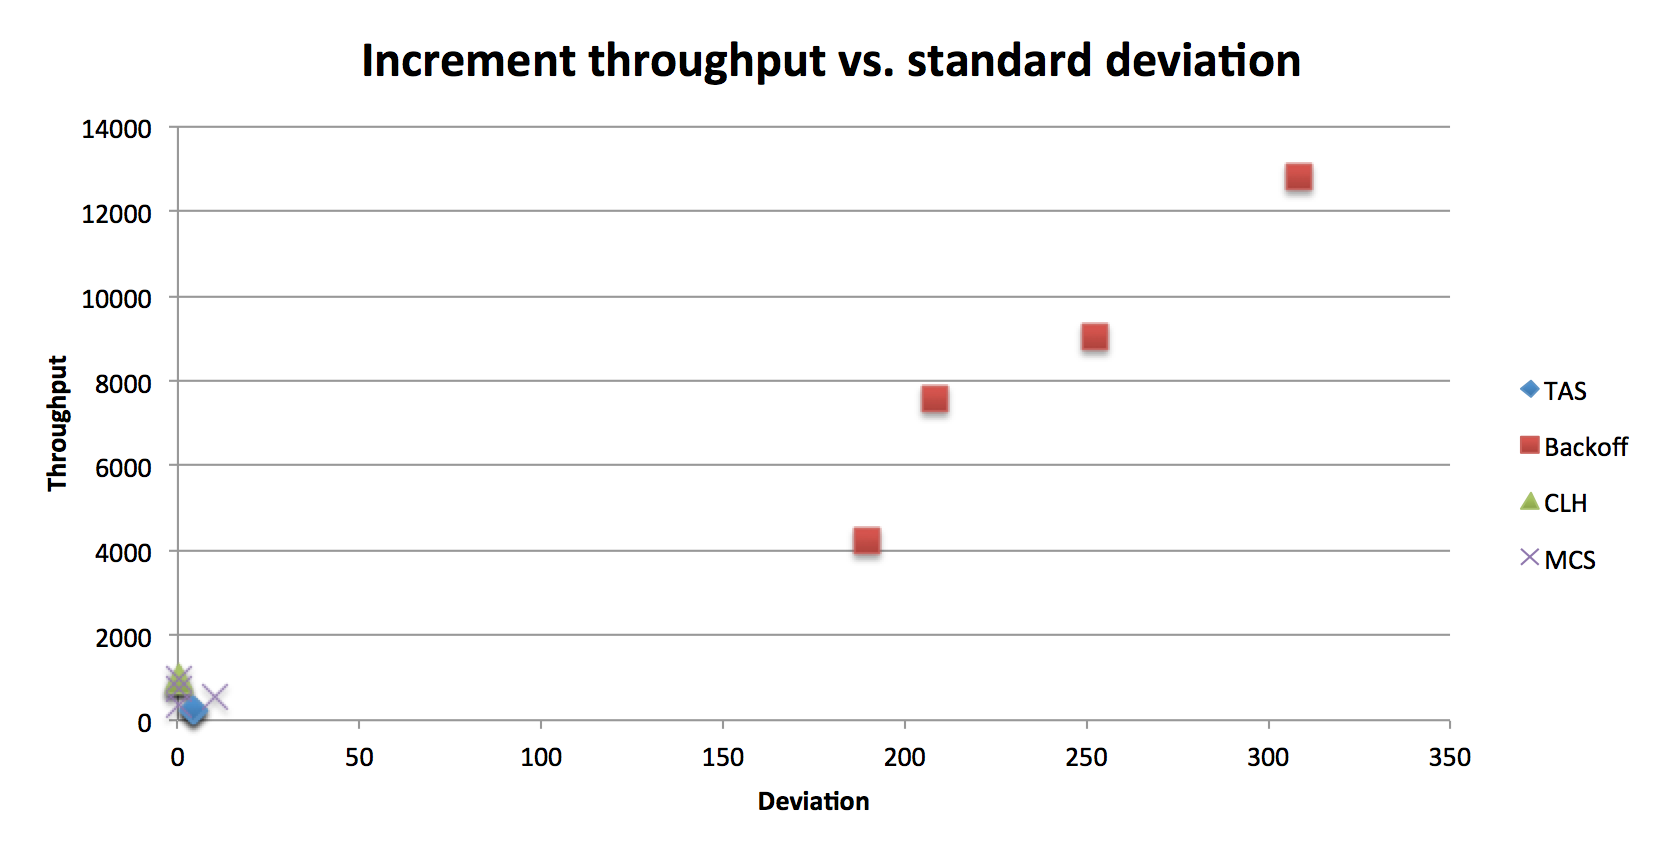 Increment throughput vs. standard deviation
14000
12000
10000
8000
6000
4000
2000
0
Throughput
0 50 100 150 200 250 300 350
Deviation
TAS
Backoff
CLH
MCS